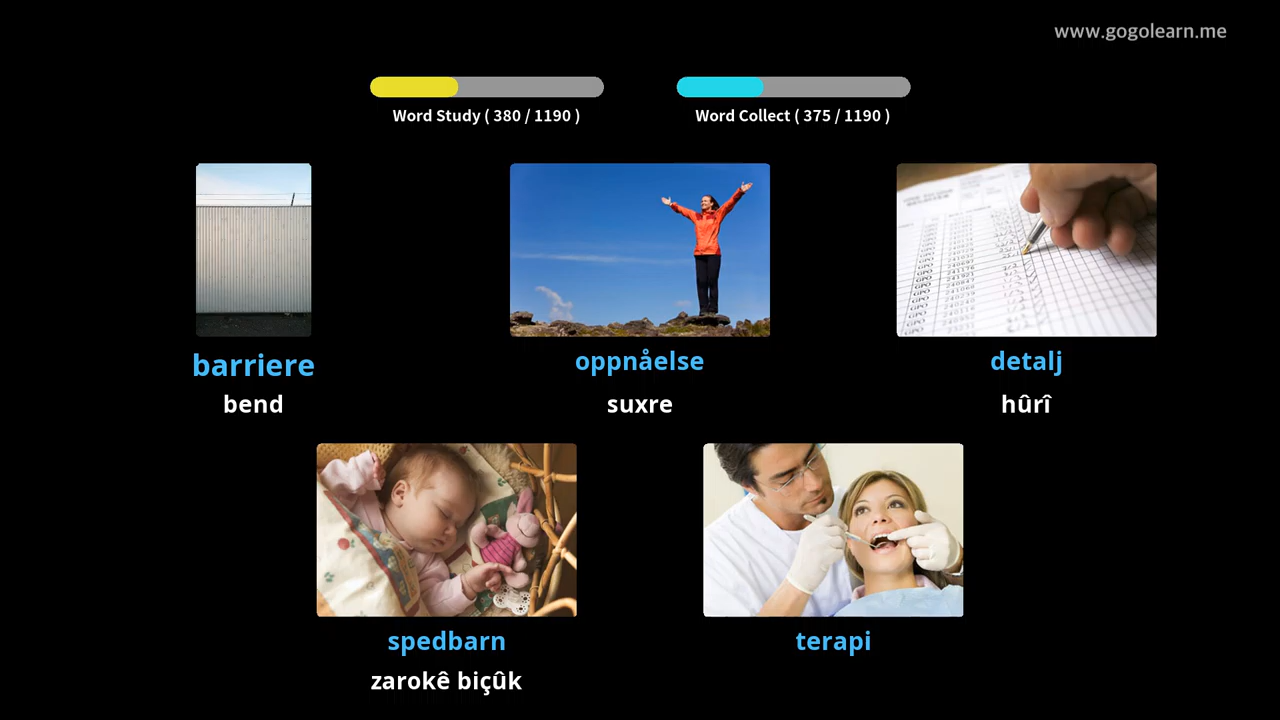 www.gogolearn.me
Word Study ( 380 / 1190 )
Word Collect ( 375 / 1190 )
barriere
oppnåelse
detalj
bend
suxre
hûrî
spedbarn
terapi
zarokê biçûk